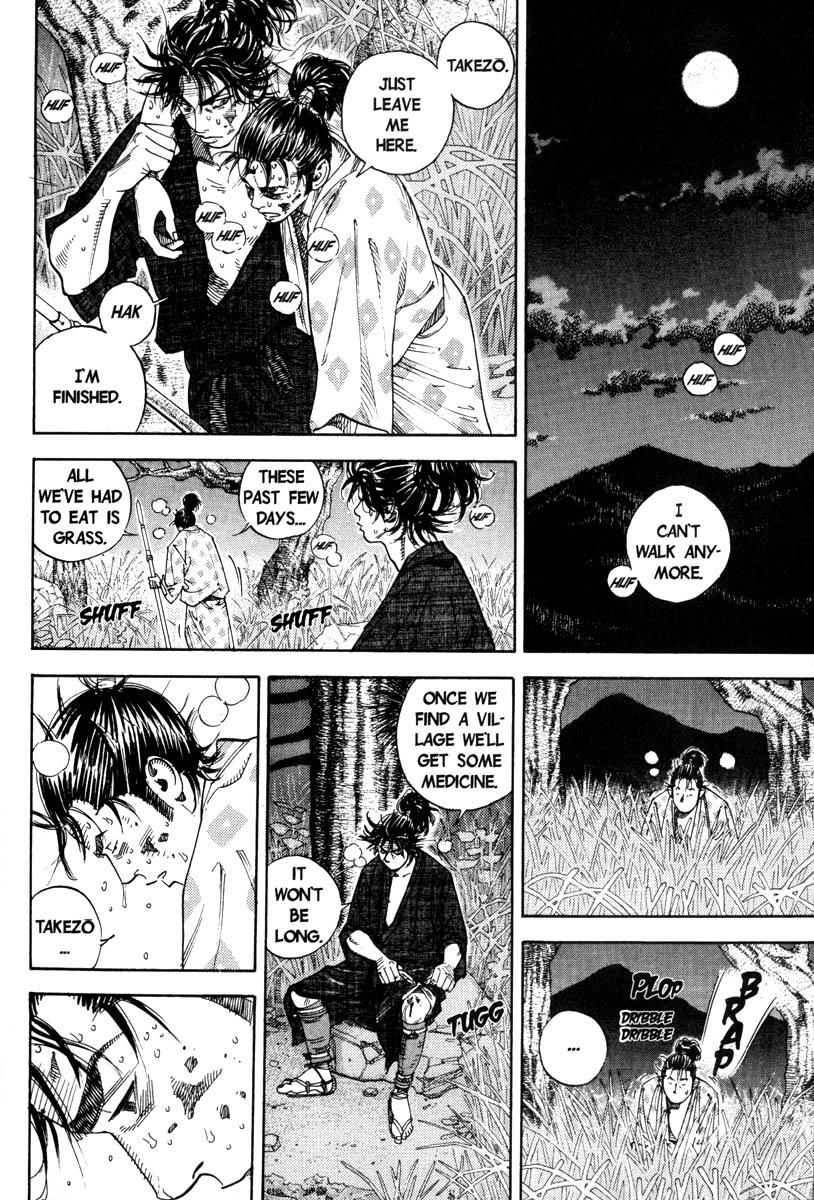 HUF
HUF
I
CAN'T
WALK ANY-
MORE.
HUF
TAKEZŌ.
JUST
LEAVE
ME
HERE.
HUF
HUF
HUF
HUF
HUF
HUF
HUF
HAK
I'M
FINISHED.
HUF
THESE
PAST FEW
DAYS...
HUF
SHUFF
ALL
WE'VE HAD
TO EAT IS
GRASS.
SHUFF
BRAP
PLOP
DRIBBLE
DRIBBLE
...
ONCE WE
FIND A VIL-
LAGE WE'LL
GET SOME
MEDICINE.
IT
WON'T
BE
LONG.
TUGG
TAKEZŌ
...